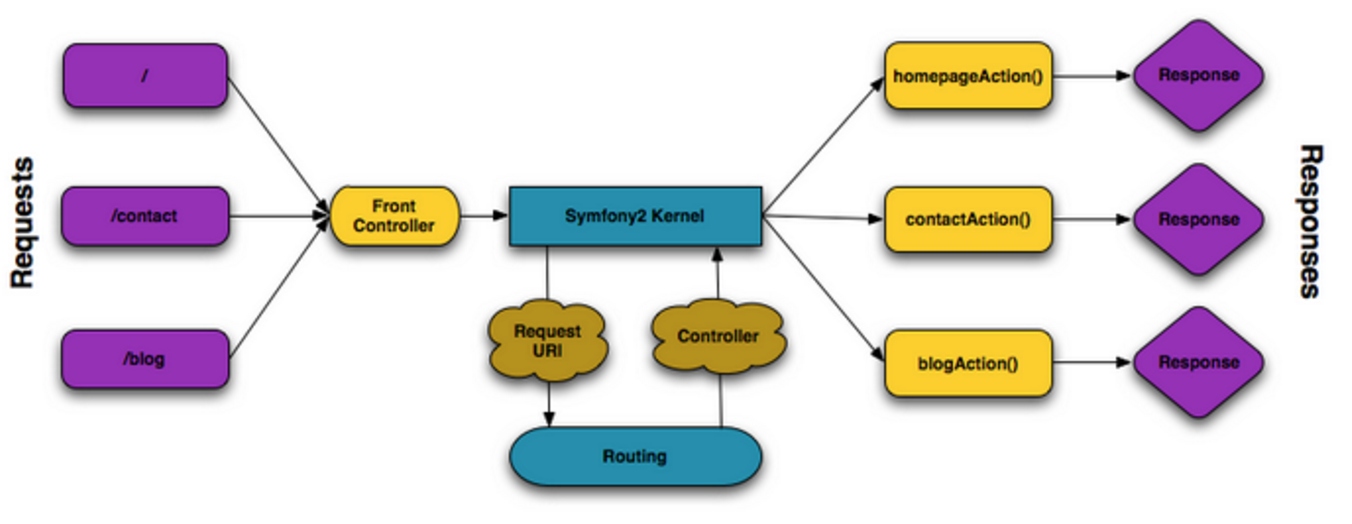 Requests
/
/contact
/blog
Front
Controller
Symfony2 Kernel
Request
URI
Controller
Routing
homepageAction()
contactAction()
blogAction()
Response
Response
Response
Responses